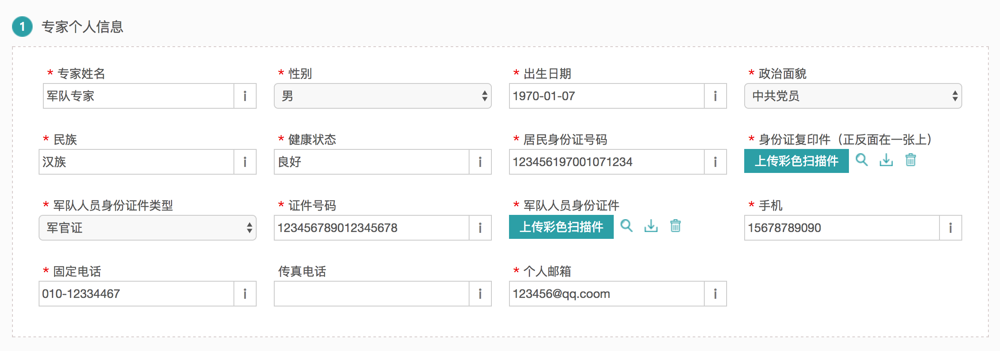 1 专家个人信息
* 专家姓名 * 性别 * 出生日期 * 政治面貌
军队专家 i 男 1970-01-07 i 中共党员
* 民族 * 健康状态 * 居民身份证号码 * 身份证复印件（正反面在一张上）
汉族 i 良好 i 123456197001071234 i 上传彩色扫描件
* 军队人员身份证件类型 * 证件号码 * 军队人员身份证件 * 手机
军官证 123456789012345678 i 上传彩色扫描件 15678789090 i
* 固定电话 传真电话 * 个人邮箱
010-12334467 i i 123456@qq.coom i